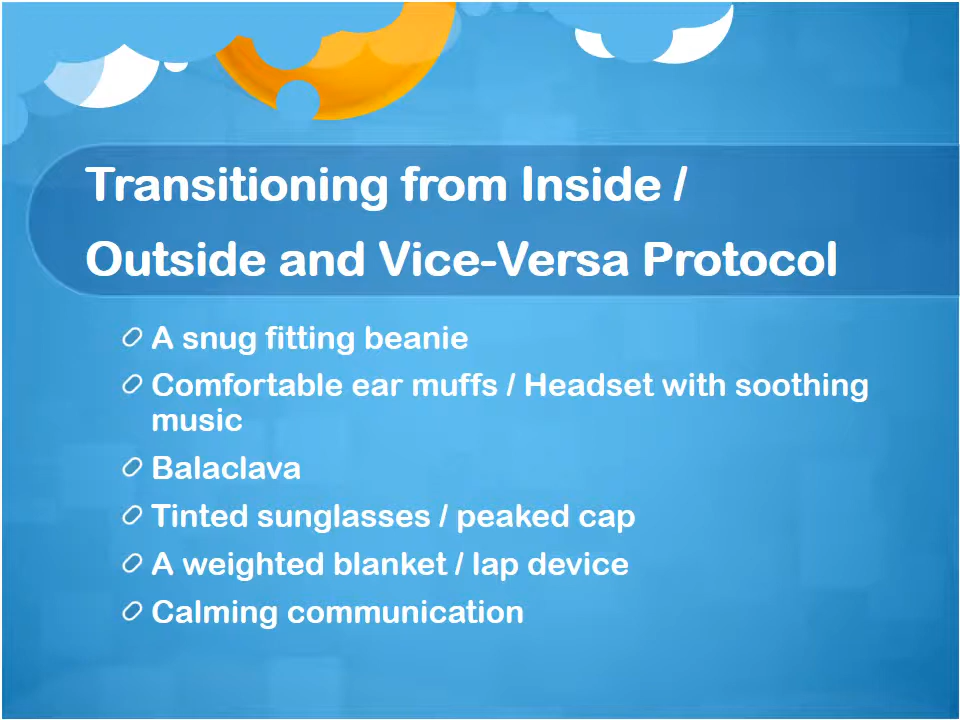 Transitioning from Inside /
Outside and Vice-Versa Protocol
A snug fitting beanie
Comfortable ear muffs / Headset with soothing
music
Balaclava
Tinted sunglasses / peaked cap
A weighted blanket / lap device
Calming communication